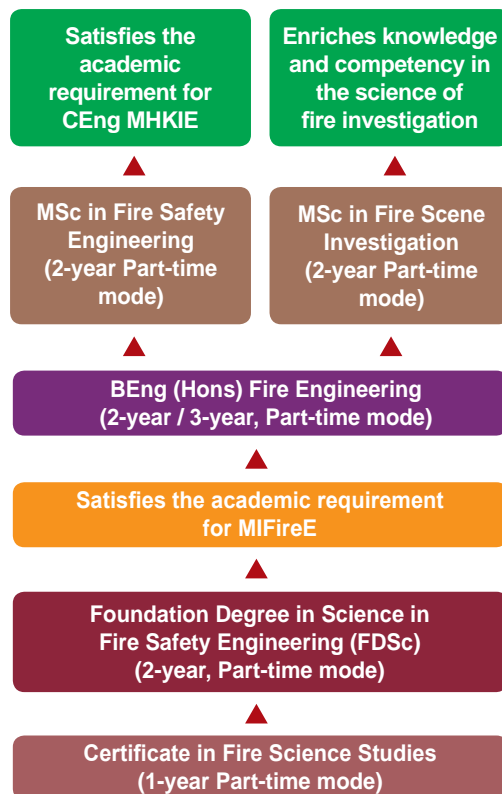 Satisfies the
academic
requirement for
CEng MHKIE
Enriches knowledge
and competency in
the science of
fire investigation
MSc in Fire Safety
Engineering
(2-year Part-time
mode)
MSc in Fire Scene
Investigation
(2-year Part-time
mode)
BEng (Hons) Fire Engineering
(2-year / 3-year, Part-time mode)
Satisfies the academic requirement
for MIFireE
Foundation Degree in Science in
Fire Safety Engineering (FDSc)
(2-year, Part-time mode)
Certificate in Fire Science Studies
(1-year Part-time mode)